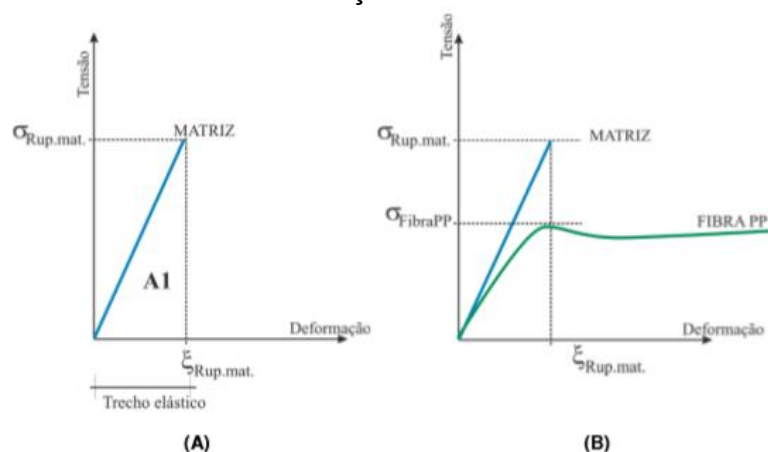 Tensão
σRup.mat.
MATRIZ
A1
Deformação
ξRup.mat.
Trecho elástico
(A)
Tensão
σRup.mat.
MATRIZ
σFibraPP
FIBRA PP
Deformação
ξRup.mat.
(B)